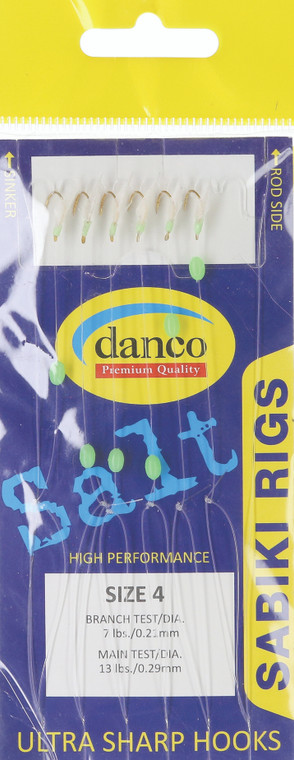 ←SINKER
←ROD SIDE
danco
Premium Quality
Salt
SABIKI RIGS
HIGH PERFORMANCE
SIZE 4
BRANCH TEST/DIA.
7 lbs./0.21mm
MAIN TEST/DIA.
13 lbs./0.29mm
ULTRA SHARP HOOKS